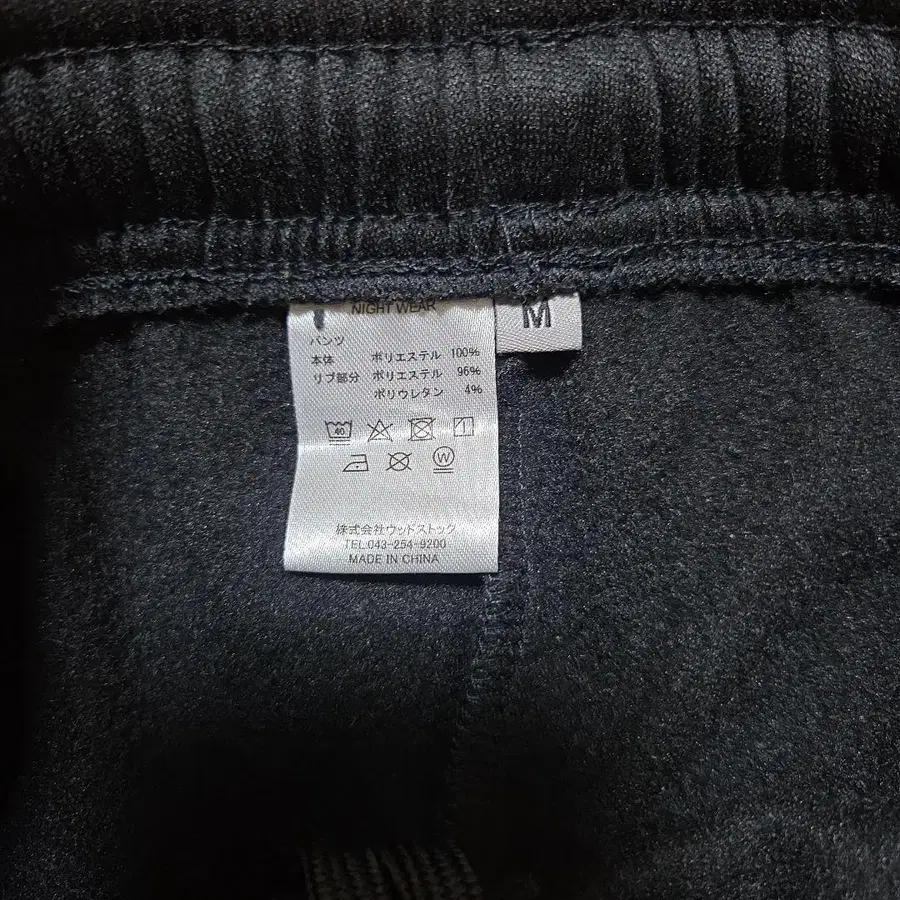 NIGHT WEAR
M
パンツ
本体 ポリエステル 100%
リブ部分 ポリエステル 96%
ポリウレタン 4%
40
W
株式会社ウッドストック
TEL.043-254-9200
MADE IN CHINA